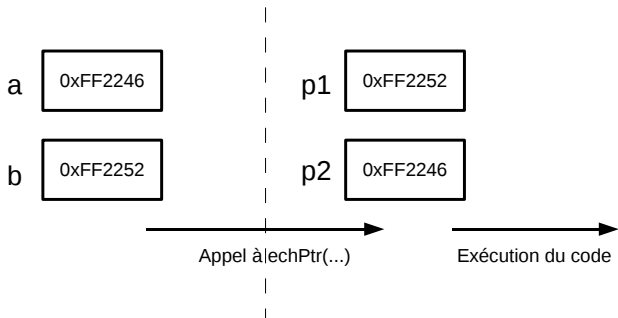 a 0xFF2246 p1 0xFF2252
b 0xFF2252 p2 0xFF2246
Appel à echPtr(...) Exécution du code